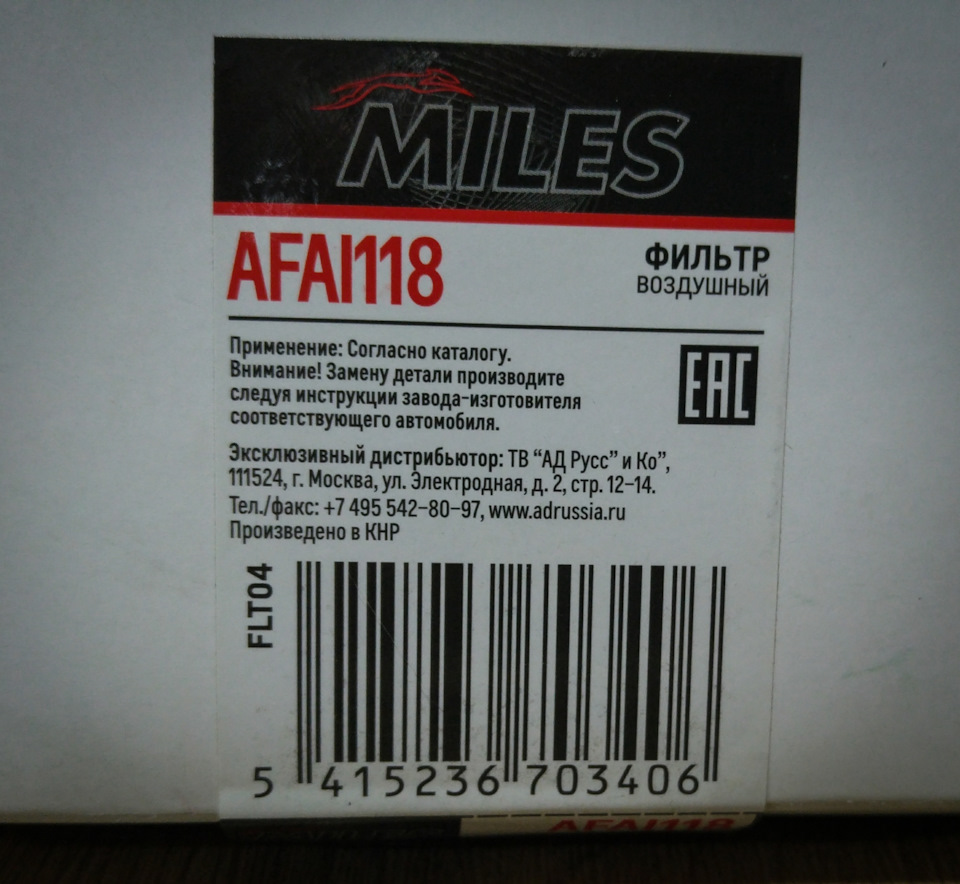 MILES
AFAI118
ФИЛЬТР
ВОЗДУШНЫЙ
Применение: Согласно каталогу.
Внимание! Замену детали производите
следуя инструкции завода-изготовителя
соответствующего автомобиля.
EAC
Эксклюзивный дистрибьютор: ТВ “АД Русс” и Ко”,
111524, г. Москва, ул. Электродная, д. 2, стр. 12-14.
Тел./факс: +7 495 542-80-97, www.adrussia.ru
Произведено в КНР
FLT04
5 415236 703406
AFAI118